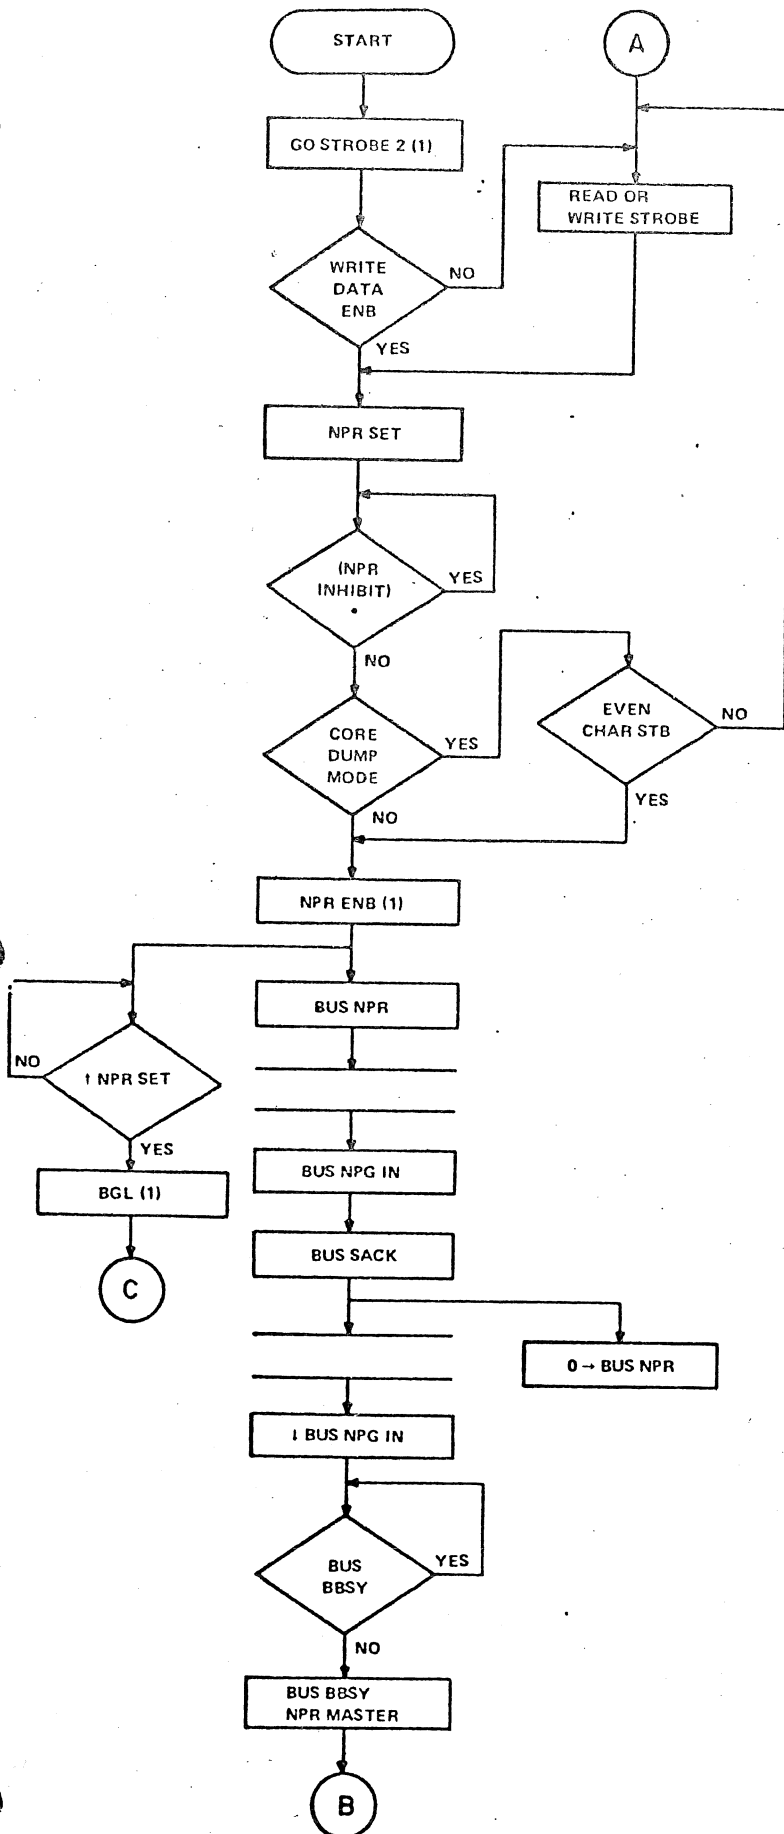 START
A
GO STROBE 2 (1)
READ OR
WRITE STROBE
WRITE
DATA
ENB
NO
YES
NPR SET
(NPR
INHIBIT)
YES
NO
CORE
DUMP
MODE
YES
EVEN
CHAR STB
NO
YES
NO
NPR ENB (1)
BUS NPR
NO
↑ NPR SET
YES
BGL (1)
C
BUS NPG IN
BUS SACK
0 → BUS NPR
↓ BUS NPG IN
BUS
BBSY
YES
NO
BUS BBSY
NPR MASTER
B